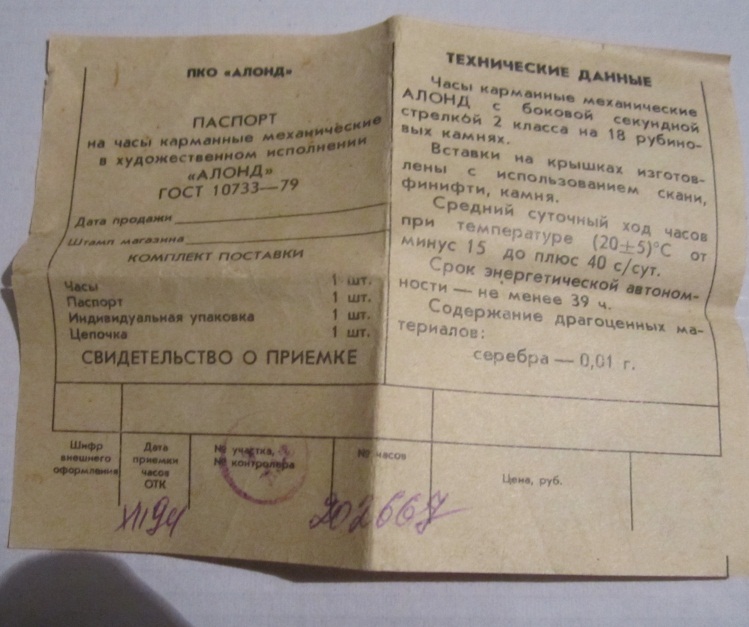 ПКО «АЛОНД»
ПАСПОРТ
на часы карманные механические
в художественном исполнении
«АЛОНД»
ГОСТ 10733—79
Дата продажи
Штамп магазина
КОМПЛЕКТ ПОСТАВКИ
Часы 1 шт.
Паспорт 1 шт.
Индивидуальная упаковка 1 шт.
Цепочка 1 шт.
СВИДЕТЕЛЬСТВО О ПРИЕМКЕ
ТЕХНИЧЕСКИЕ ДАННЫЕ
Часы карманные механические
АЛОНД с боковой секундной
стрелкой 2 класса на 18 рубино-
вых камнях.
Вставки на крышках изготов-
лены с использованием скани,
финифти, камня.
Средний суточный ход часов
при температуре (20±5)°С от
минус 15 до плюс 40 с/сут.
Срок энергетической автоном-
ности — не менее 39 ч.
Содержание драгоценных ма-
териалов:
серебра — 0,01 г.
Шифр
внешнего
оформления
Дата
приемки
часов
ОТК
№ участка,
№ контролера
№ часов
Цена, руб.
202667